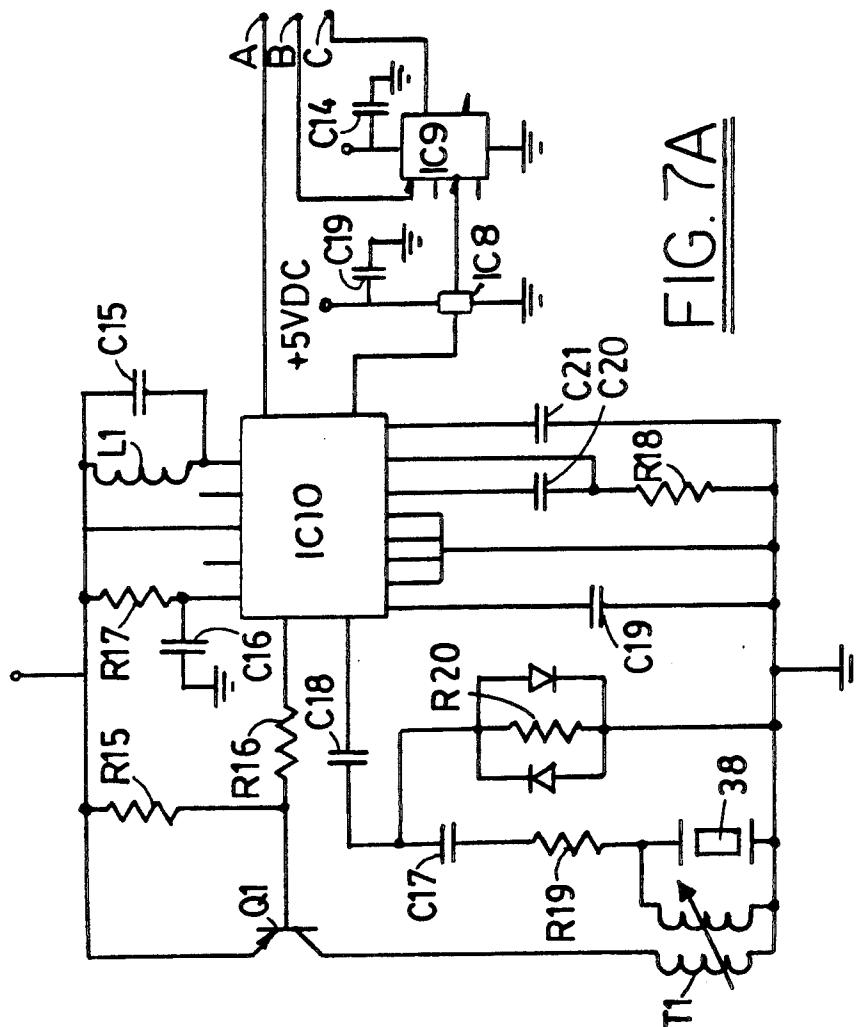 A
B
C
C14
IC9
C19
+5VDC
IC8
C15
L1
IC10
C21
C20
R18
R17
C16
R15
R16
C18
R20
C19
Q1
C17
R19
38
T1
FIG. 7A